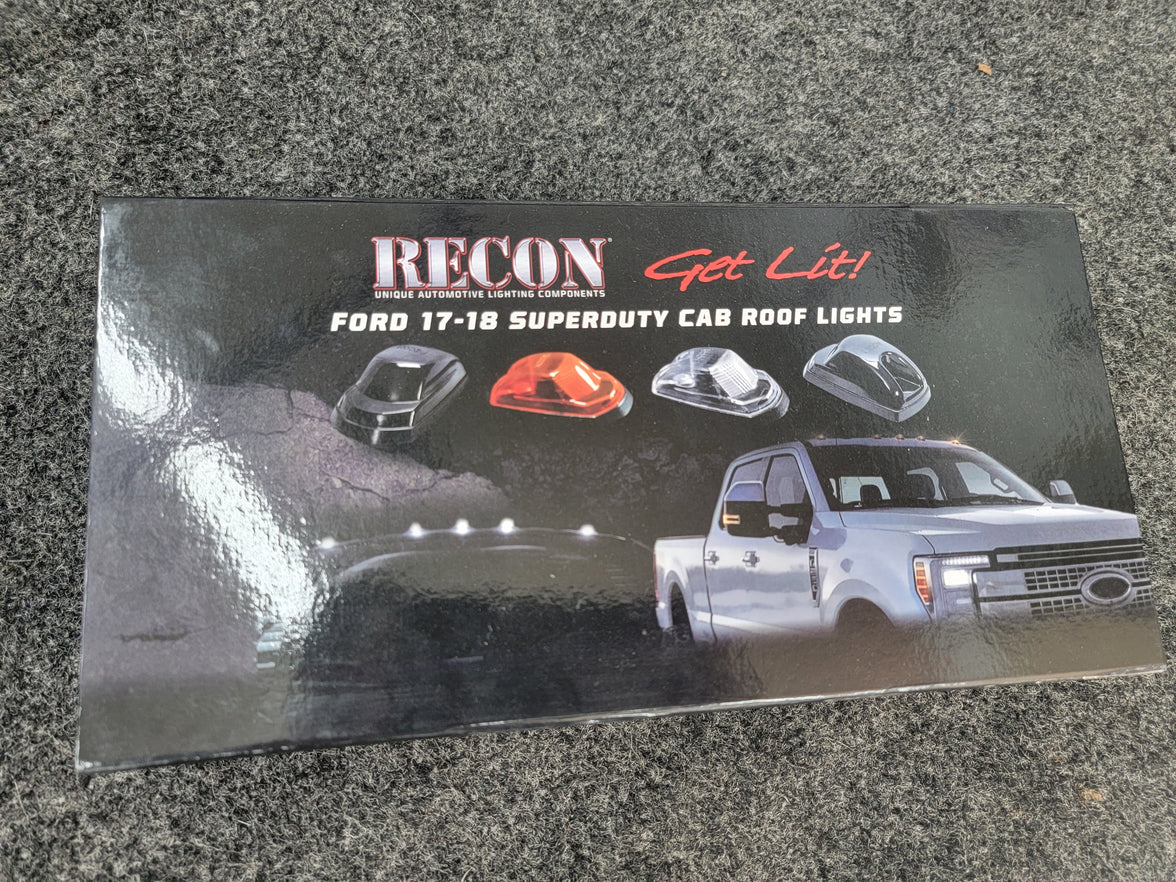 RECON
UNIQUE AUTOMOTIVE LIGHTING COMPONENTS
Get Lit!
FORD 17-18 SUPERDUTY CAB ROOF LIGHTS